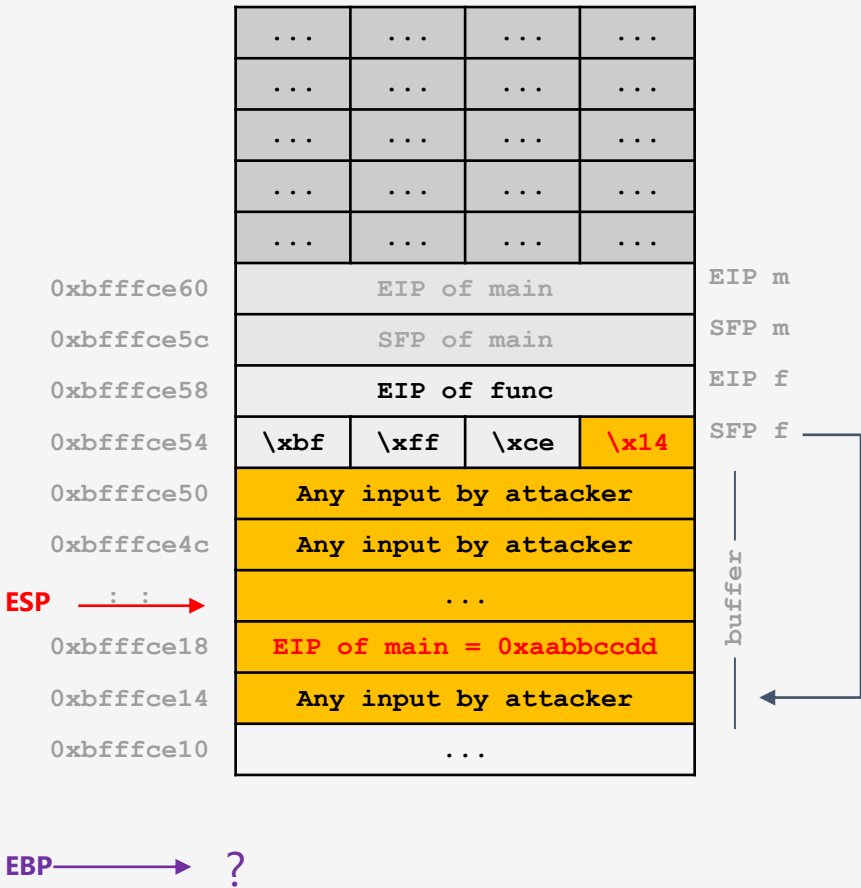 ... ... ... ...
... ... ... ...
... ... ... ...
... ... ... ...
... ... ... ...
0xbfffce60 EIP of main EIP m
0xbfffce5c SFP of main SFP m
0xbfffce58 EIP of func EIP f
0xbfffce54 \xbf \xff \xce \x14 SFP f
0xbfffce50 Any input by attacker
0xbfffce4c Any input by attacker
buffer
ESP : : ...
0xbfffce18 EIP of main = 0xaabbccdd
0xbfffce14 Any input by attacker
0xbfffce10 ...
EBP ?